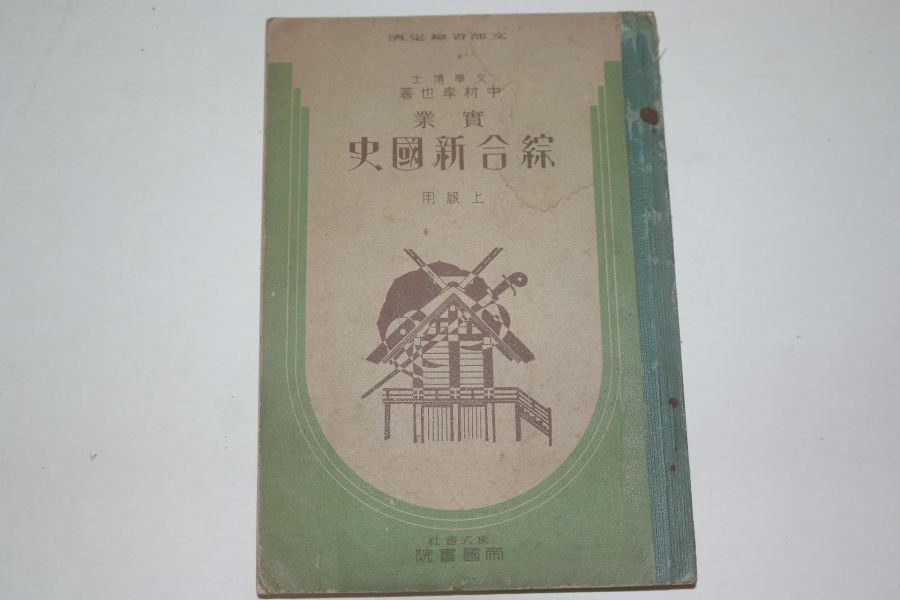 文部省檢定濟
文學博士
中村孝也著
實業
綜合新國史
上級用
株式會社
帝國書院